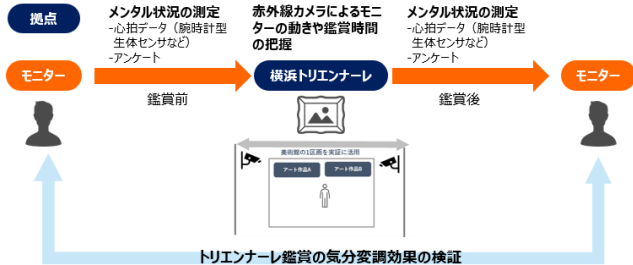 拠点
メンタル状況の測定
-心拍データ（腕時計型
生体センサなど）
-アンケート
赤外線カメラによるモニ
ターの動きや鑑賞時間
の把握
メンタル状況の測定
-心拍データ（腕時計型
生体センサなど）
-アンケート
モニター
横浜トリエンナーレ
モニター
鑑賞前
鑑賞後
美術館の1区画を実証に活用
アート作品A
アート作品B
トリエンナーレ鑑賞の気分変調効果の検証